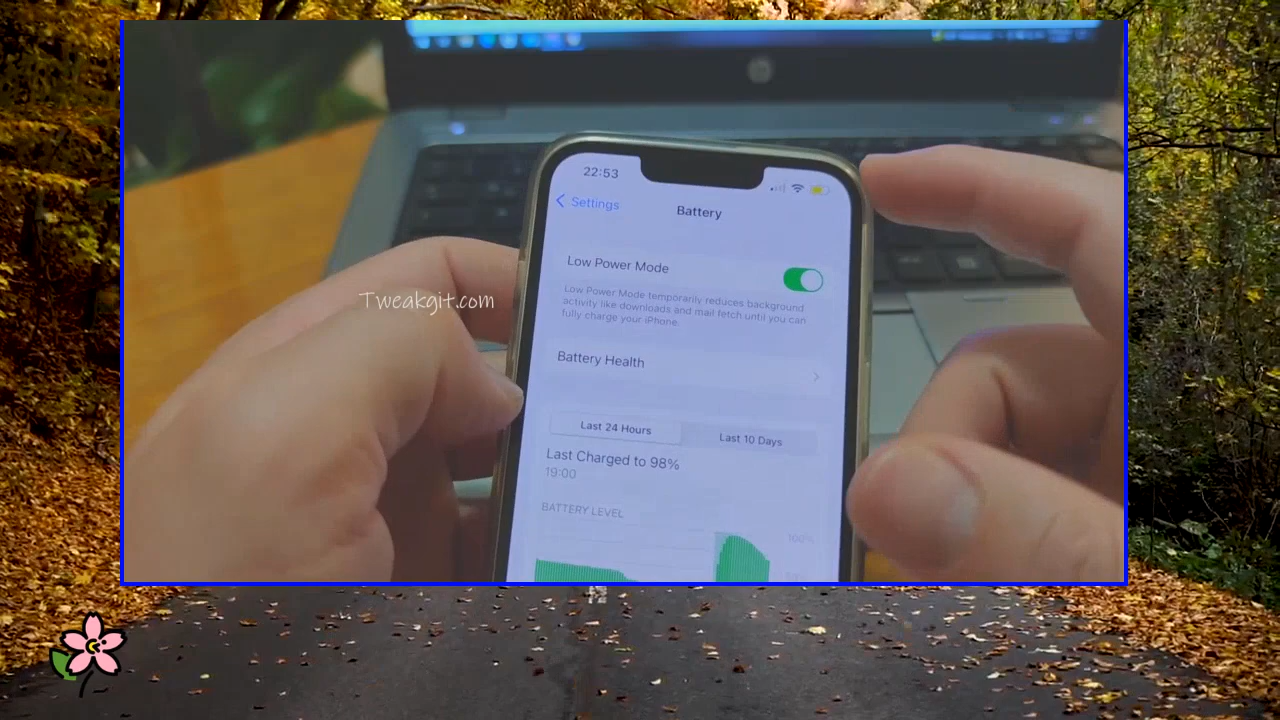 22:53
Settings
Battery
Low Power Mode
Low Power Mode temporarily reduces background
activity like downloads and mail fetch until you can
fully charge your iPhone.
Tweakgit.com
Battery Health
Last 24 Hours
Last 10 Days
Last Charged to 98%
19:00
BATTERY LEVEL
100%